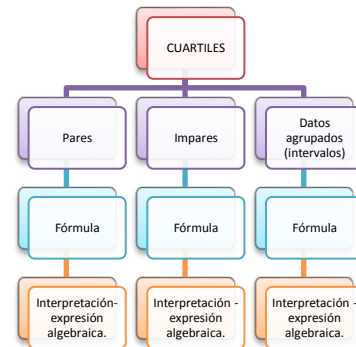 CUARTILES
Pares
Impares
Datos
agrupados
(intervalos)
Fórmula
Fórmula
Fórmula
Interpretación-
expresión
algebraica.
Interpretación -
expresión
algebraica.
Interpretación -
expresión
algebraica.